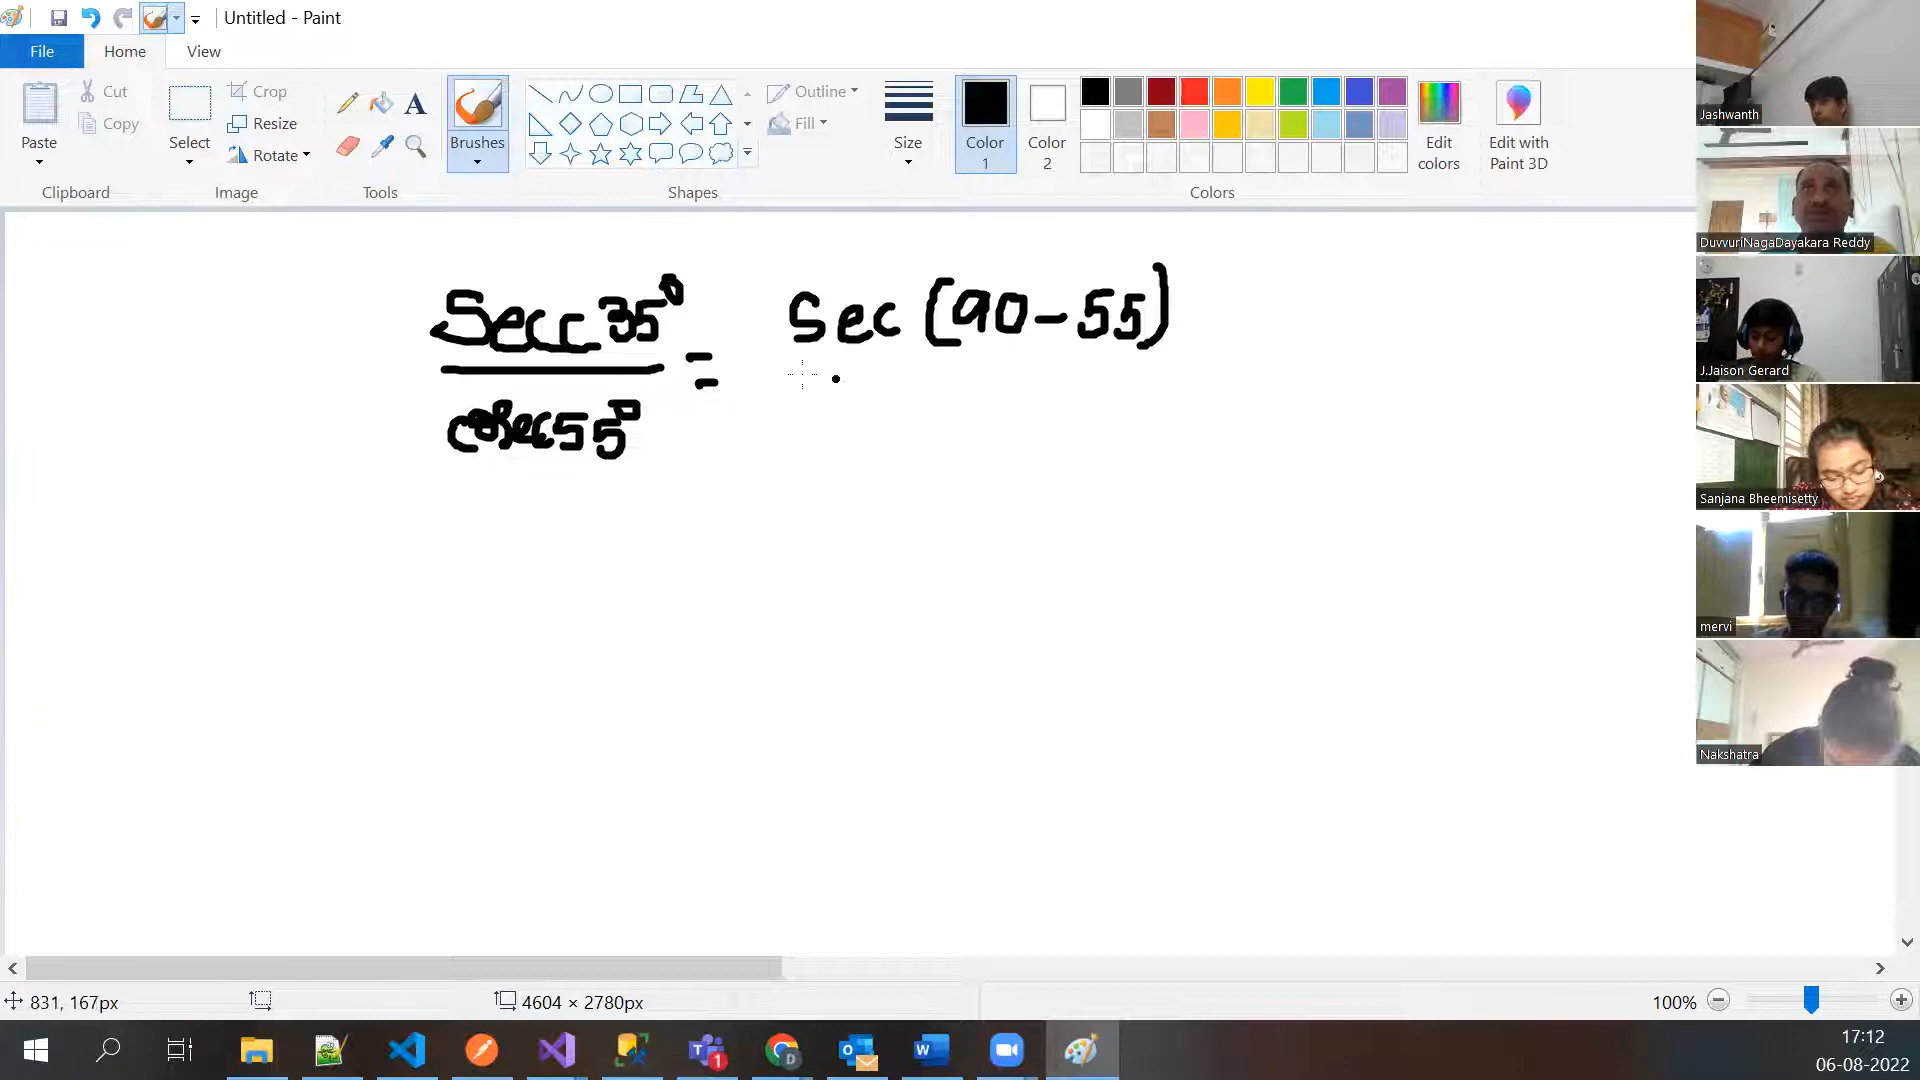 Untitled - Paint
File Home View
Paste Cut Copy
Clipboard
Select Crop Resize Rotate
Image
Tools
Brushes
Shapes
Outline Fill
Size
Color 1 Color 2
Edit colors
Edit with Paint 3D
Colors
Secc 35° = Sec (90-55)
cosec 55°
Jashwanth
DuvvuriNagaDayakara Reddy
J.Jaison Gerard
Sanjana Bheemisetty
mervi
Nakshatra
831, 167px 4604 × 2780px 100%
17:12
06-08-2022